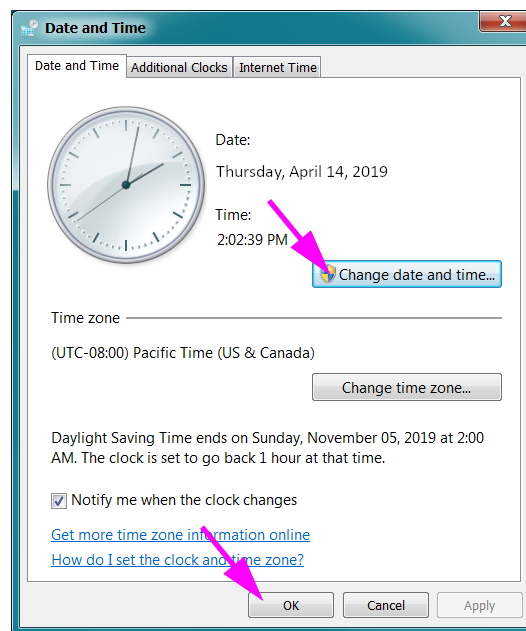 Date and Time
Date and Time
Additional Clocks
Internet Time
Date:
Thursday, April 14, 2019
Time:
2:02:39 PM
Change date and time...
Time zone
(UTC-08:00) Pacific Time (US & Canada)
Change time zone...
Daylight Saving Time ends on Sunday, November 05, 2019 at 2:00
AM. The clock is set to go back 1 hour at that time.
Notify me when the clock changes
Get more time zone information online
How do I set the clock and time zone?
OK
Cancel
Apply